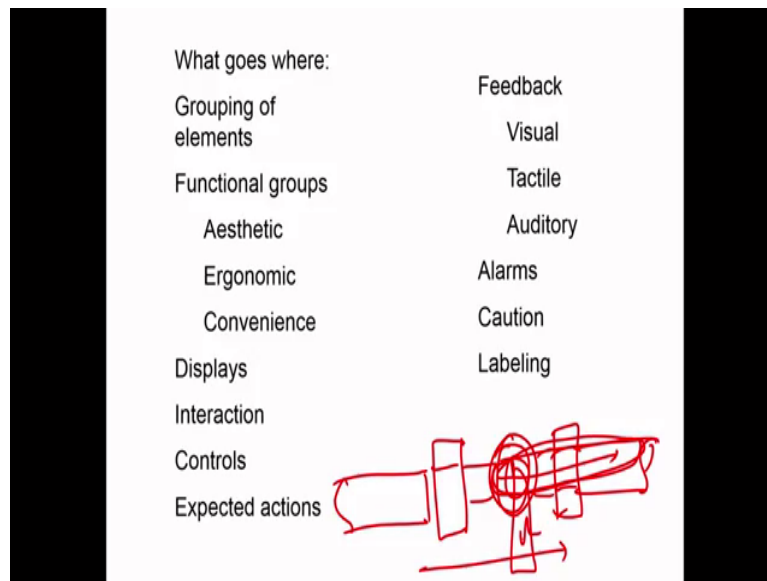 What goes where:
Grouping of
elements
Functional groups
Aesthetic
Ergonomic
Convenience
Displays
Interaction
Controls
Expected actions
Feedback
Visual
Tactile
Auditory
Alarms
Caution
Labeling